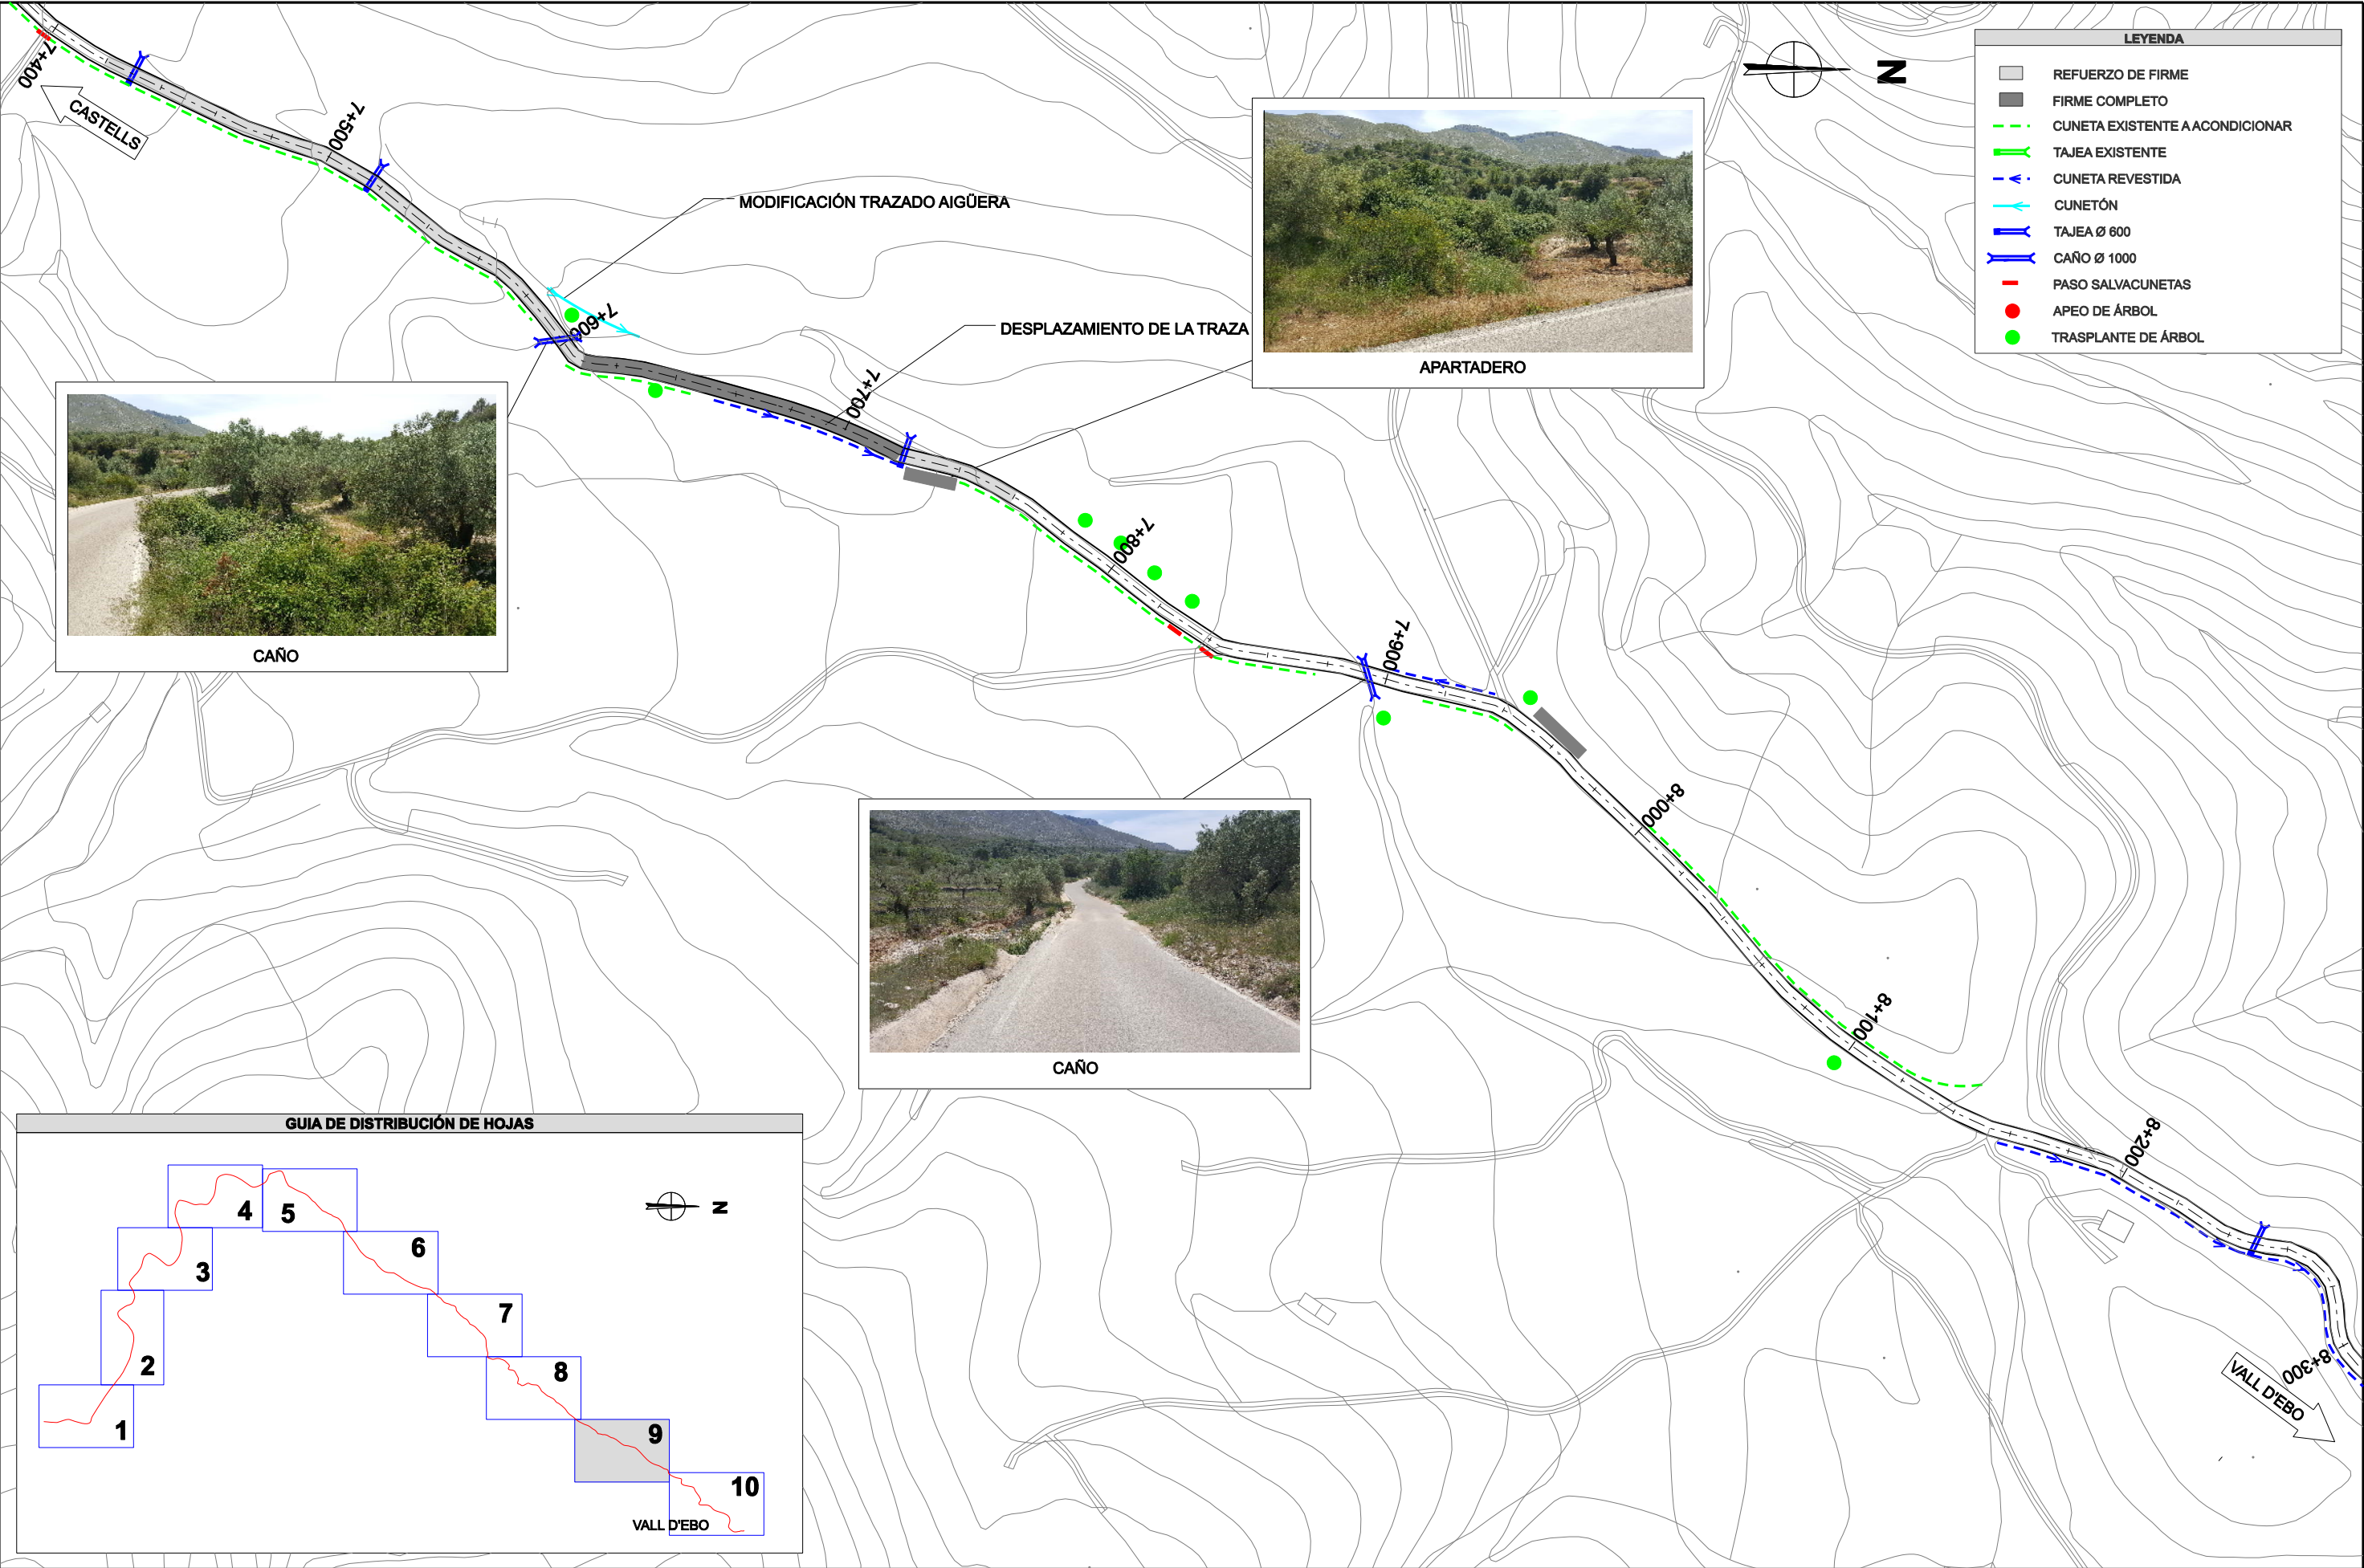 LEYENDA
REFUERZO DE FIRME
FIRME COMPLETO
CUNETA EXISTENTE A ACONDICIONAR
TAJEA EXISTENTE
CUNETA REVESTIDA
CUNETÓN
TAJEA Ø 600
CAÑO Ø 1000
PASO SALVACUNETAS
APEO DE ÁRBOL
TRASPLANTE DE ÁRBOL
N
7+400
CASTELLS
7+500
MODIFICACIÓN TRAZADO AIGÜERA
7+600
DESPLAZAMIENTO DE LA TRAZA
APARTADERO
7+700
CAÑO
7+800
7+900
8+000
CAÑO
8+100
8+200
8+300
VALL D'EBO
GUIA DE DISTRIBUCIÓN DE HOJAS
N
4
5
6
3
7
2
8
1
9
10
VALL D'EBO